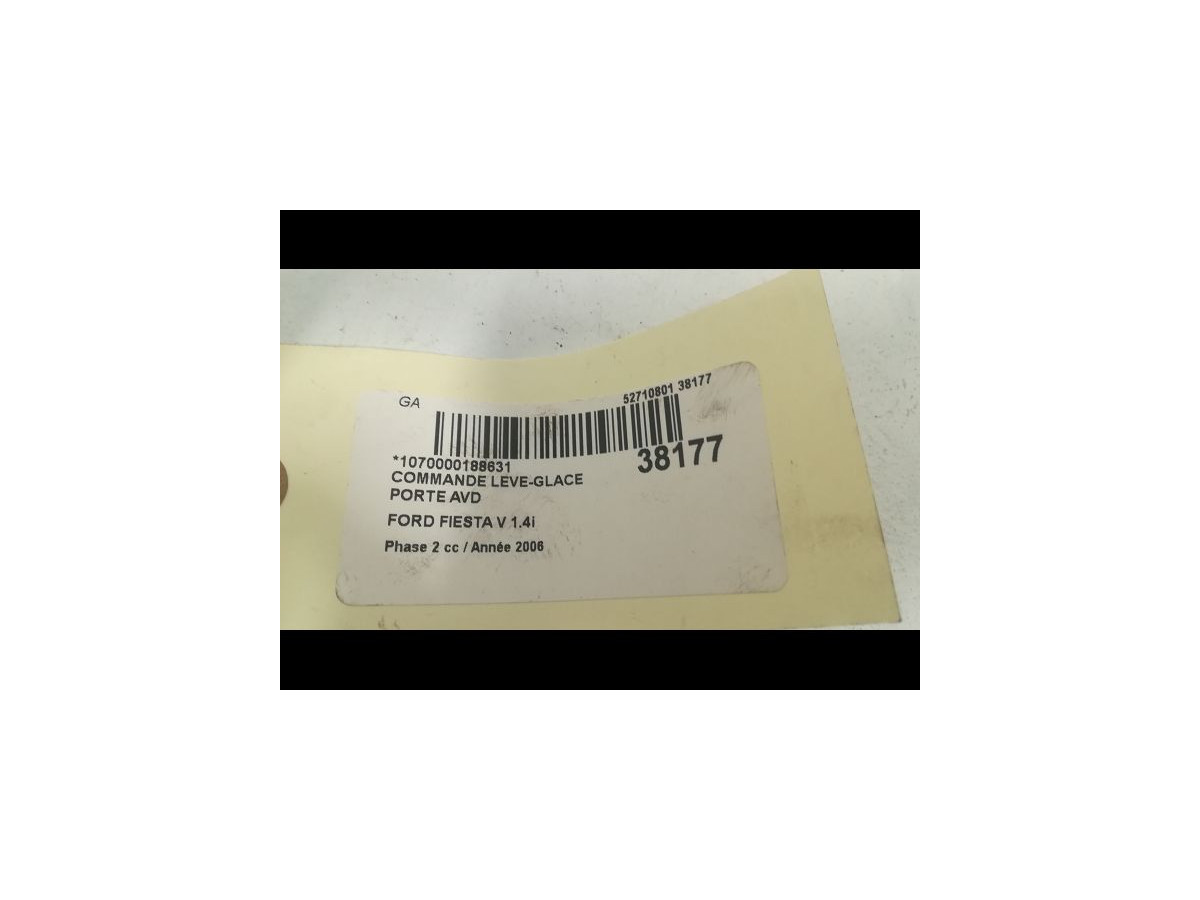 GA
52710801 38177
*1070000188631
38177
COMMANDE LEVE-GLACE
PORTE AVD
FORD FIESTA V 1.4i
Phase 2 cc / Année 2006